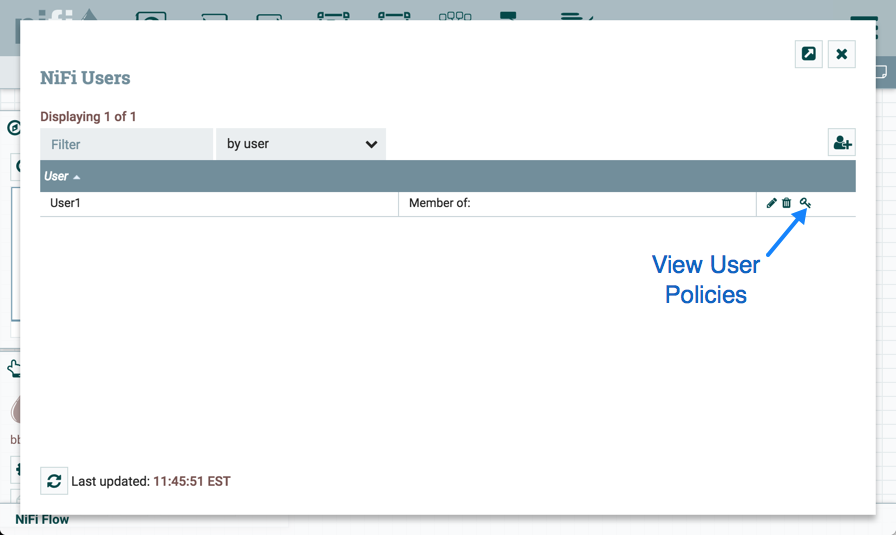 nifi
NiFi Users
Displaying 1 of 1
Filter
by user
User
User1
Member of:
View User
Policies
Last updated: 11:45:51 EST
NiFi Flow